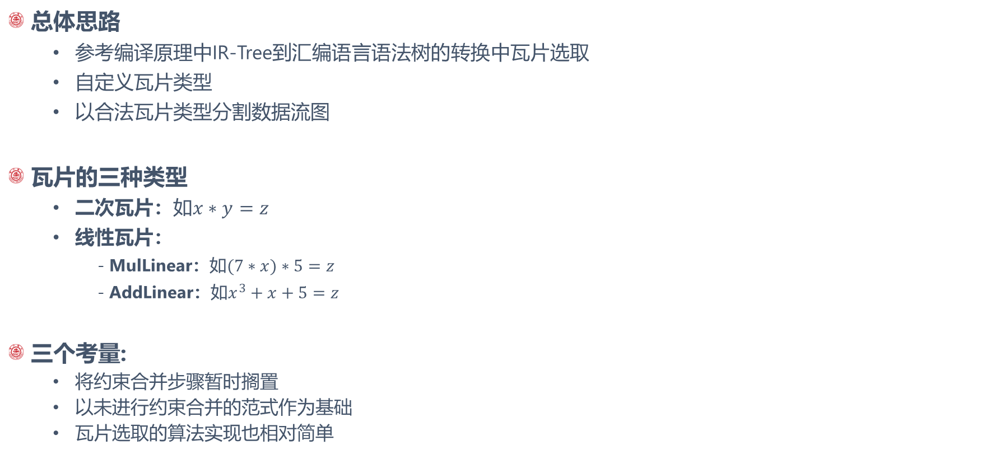 总体思路
• 参考编译原理中IR-Tree到汇编语言语法树的转换中瓦片选取
• 自定义瓦片类型
• 以合法瓦片类型分割数据流图
瓦片的三种类型
• 二次瓦片：如x ∗ y = z
• 线性瓦片：
- MulLinear：如(7 ∗ x) ∗ 5 = z
- AddLinear：如x³ + x + 5 = z
三个考量:
• 将约束合并步骤暂时搁置
• 以未进行约束合并的范式作为基础
• 瓦片选取的算法实现也相对简单